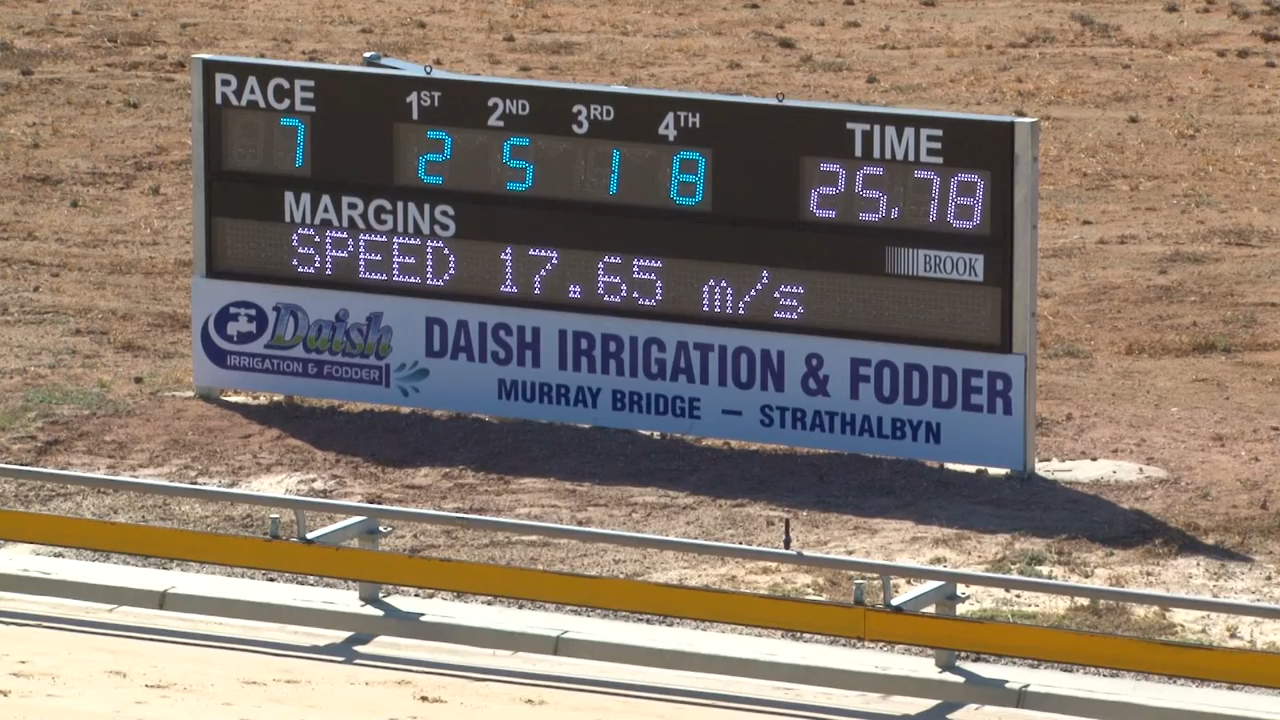 RACE 1ST 2ND 3RD 4TH TIME
7 2 5 1 8 25.78
MARGINS
BROOK
SPEED 17.65 m/s
Daish
IRRIGATION & FODDER
DAISH IRRIGATION & FODDER
MURRAY BRIDGE – STRATHALBYN